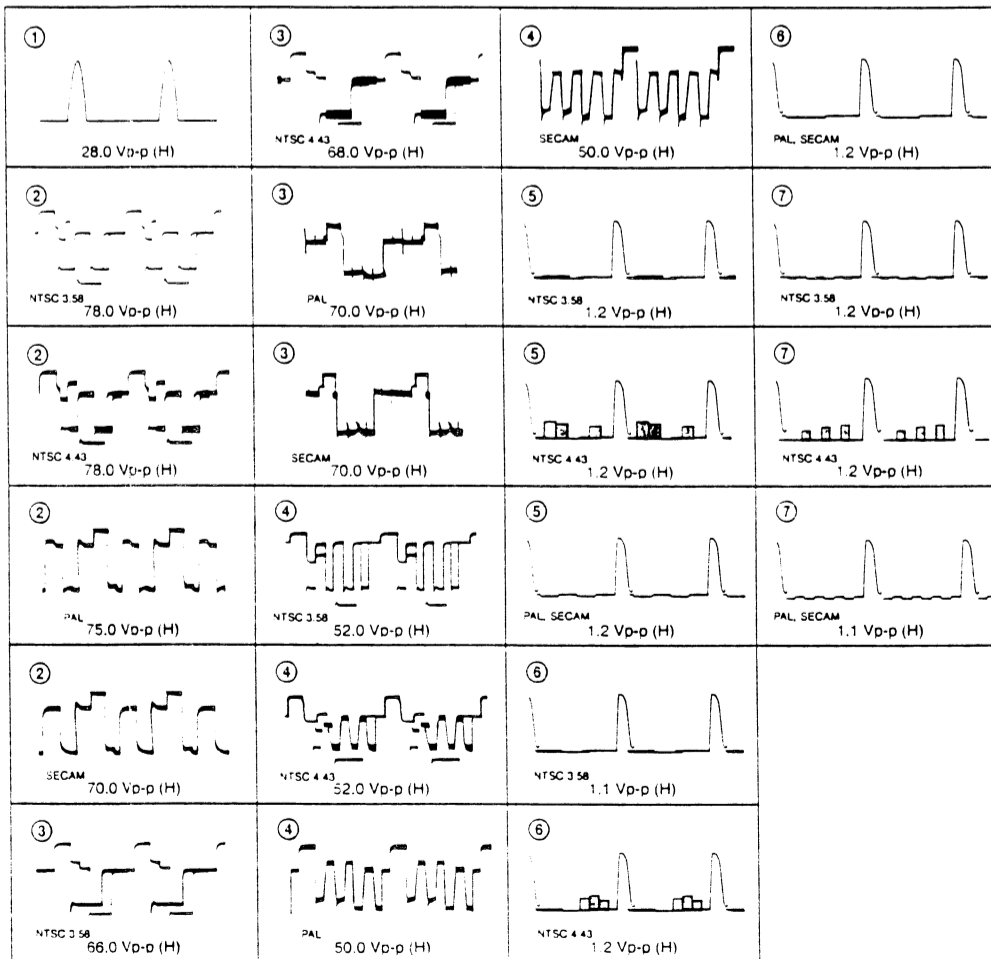 ①
28.0 Vp-p (H)
②
NTSC 3.58
78.0 Vp-p (H)
②
NTSC 4.43
78.0 Vp-p (H)
②
PAL
75.0 Vp-p (H)
②
SECAM
70.0 Vp-p (H)
③
NTSC 3.58
66.0 Vp-p (H)
③
NTSC 4.43
68.0 Vp-p (H)
③
PAL
70.0 Vp-p (H)
③
SECAM
70.0 Vp-p (H)
④
NTSC 3.58
52.0 Vp-p (H)
④
NTSC 4.43
52.0 Vp-p (H)
④
PAL
50.0 Vp-p (H)
④
SECAM
50.0 Vp-p (H)
⑤
NTSC 3.58
1.2 Vp-p (H)
⑤
NTSC 4.43
1.2 Vp-p (H)
⑤
PAL, SECAM
1.2 Vp-p (H)
⑥
NTSC 3.58
1.1 Vp-p (H)
⑥
NTSC 4.43
1.2 Vp-p (H)
⑥
PAL, SECAM
1.2 Vp-p (H)
⑦
NTSC 3.58
1.2 Vp-p (H)
⑦
NTSC 4.43
1.2 Vp-p (H)
⑦
PAL, SECAM
1.1 Vp-p (H)